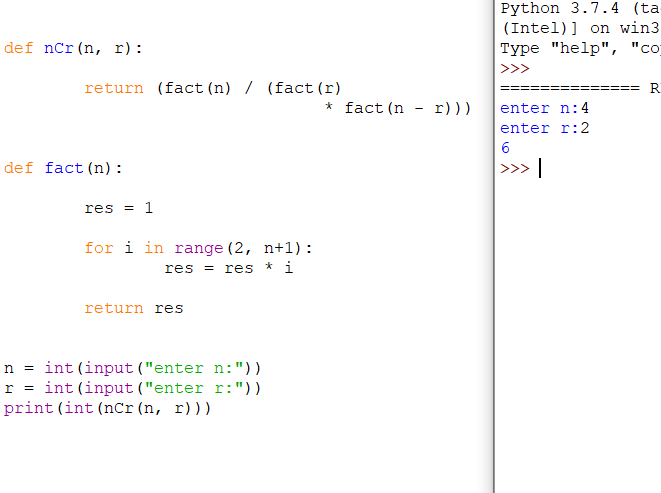 def nCr(n, r):
return (fact(n) / (fact(r)
* fact(n - r)))
def fact(n):
res = 1
for i in range(2, n+1):
res = res * i
return res
n = int(input("enter n:"))
r = int(input("enter r:"))
print(int(nCr(n, r)))
Python 3.7.4 (ta
(Intel)] on win3
Type "help", "co
>>>
============== R
enter n:4
enter r:2
6
>>>